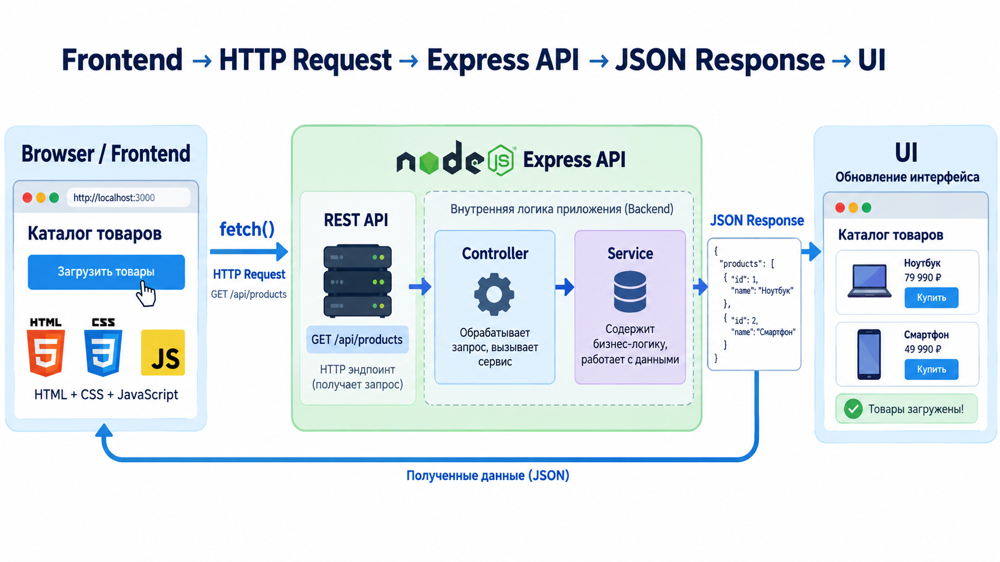 Frontend → HTTP Request → Express API → JSON Response → UI
Browser / Frontend
http://localhost:3000
Каталог товаров
Загрузить товары
HTML
CSS
5
3
JS
HTML + CSS + JavaScript
fetch()
HTTP Request
GET /api/products
node JS ® Express API
REST API
GET /api/products
HTTP эндпоинт
(получает запрос)
Внутренняя логика приложения (Backend)
Controller
Обрабатывает
запрос, вызывает
сервис
Service
Содержит
бизнес-логику,
работает с данными
JSON Response
{
"products": [
{ "id": 1,
"name": "Ноутбук"
},
{ "id": 2,
"name": "Смартфон"
}
}
UI
Обновление интерфейса
Каталог товаров
Ноутбук
79 990 ₽
Купить
Смартфон
49 990 ₽
Купить
Товары загружены!
Полученные данные (JSON)